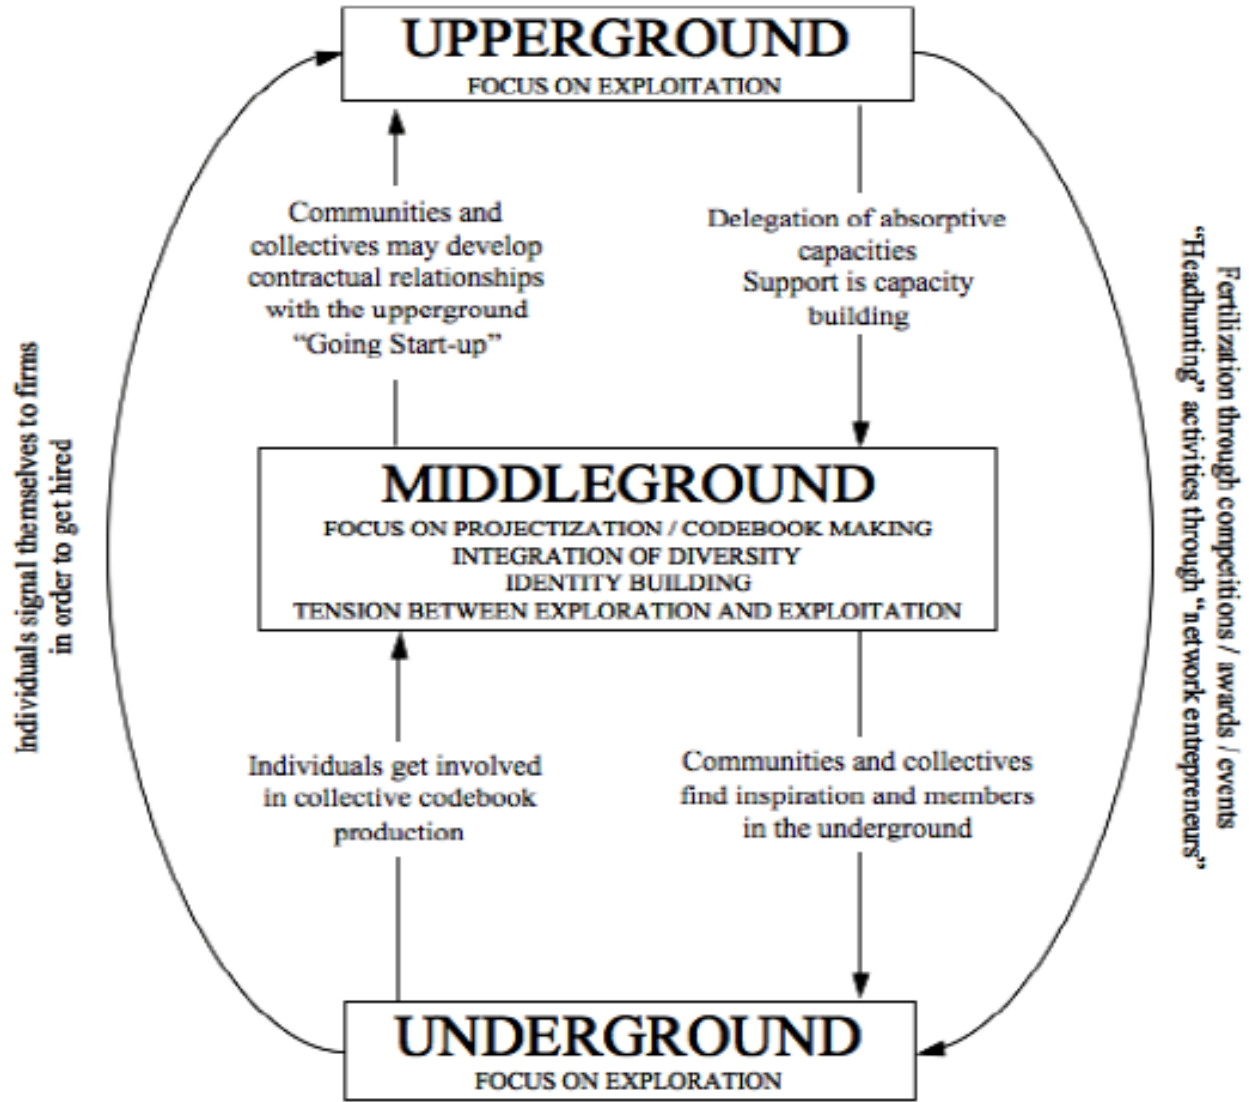 UPPERGROUND
FOCUS ON EXPLOITATION
Communities and
collectives may develop
contractual relationships
with the upperground
“Going Start-up”
Delegation of absorptive
capacities
Support is capacity
building
Individuals signal themselves to firms
in order to get hired
Fertilization through competitions / awards / events
“Headhunting” activities through “network entrepreneurs”
MIDDLEGROUND
FOCUS ON PROJECTIZATION / CODEBOOK MAKING
INTEGRATION OF DIVERSITY
IDENTITY BUILDING
TENSION BETWEEN EXPLORATION AND EXPLOITATION
Individuals get involved
in collective codebook
production
Communities and collectives
find inspiration and members
in the underground
UNDERGROUND
FOCUS ON EXPLORATION